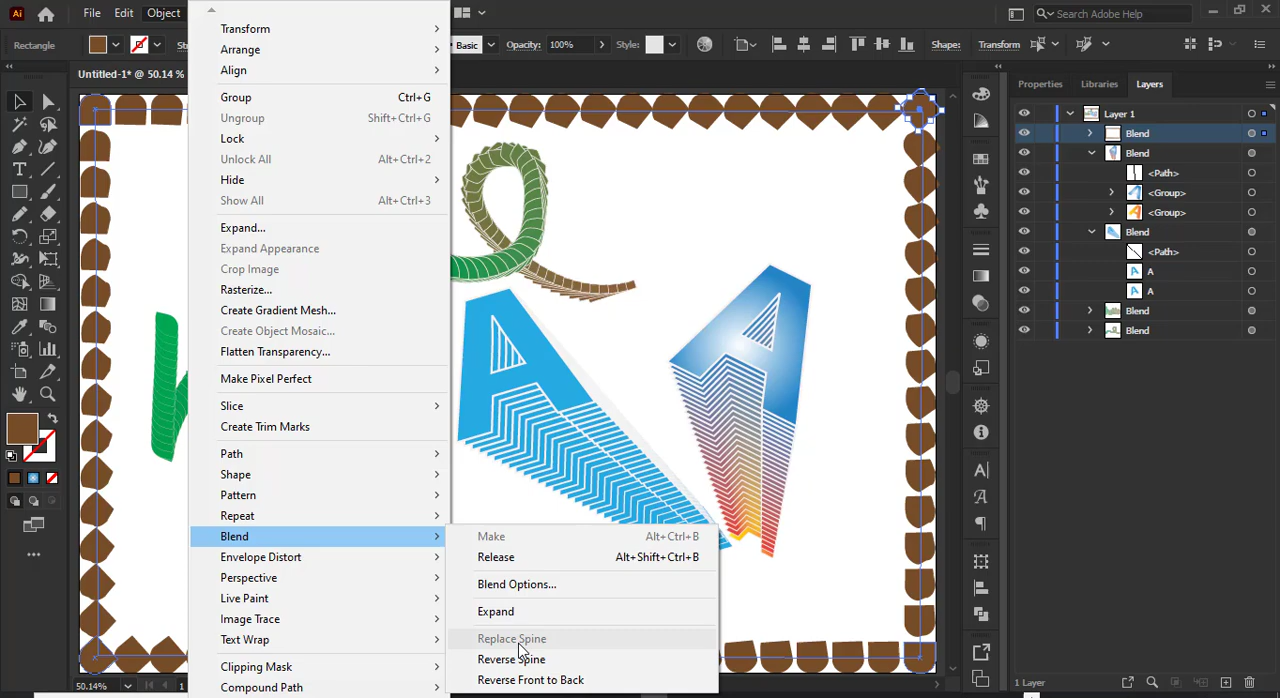 Ai File Edit Object Search Adobe Help
Rectangle Basic Opacity: 100% Style: Shape: Transform
Untitled-1* @ 50.14 %
Transform
Arrange
Align
Group Ctrl+G
Ungroup Shift+Ctrl+G
Lock
Unlock All Alt+Ctrl+2
Hide
Show All Alt+Ctrl+3
Expand...
Expand Appearance
Crop Image
Rasterize...
Create Gradient Mesh...
Create Object Mosaic...
Flatten Transparency...
Make Pixel Perfect
Slice
Create Trim Marks
Path
Shape
Pattern
Repeat
Blend
Envelope Distort
Perspective
Live Paint
Image Trace
Text Wrap
Clipping Mask
Compound Path
Make Alt+Ctrl+B
Release Alt+Shift+Ctrl+B
Blend Options...
Expand
Replace Spine
Reverse Spine
Reverse Front to Back
A
Properties Libraries Layers
Layer 1
Blend
Blend
<Path>
<Group>
<Group>
Blend
<Path>
A
A
Blend
Blend
50.14% 1
1 Layer